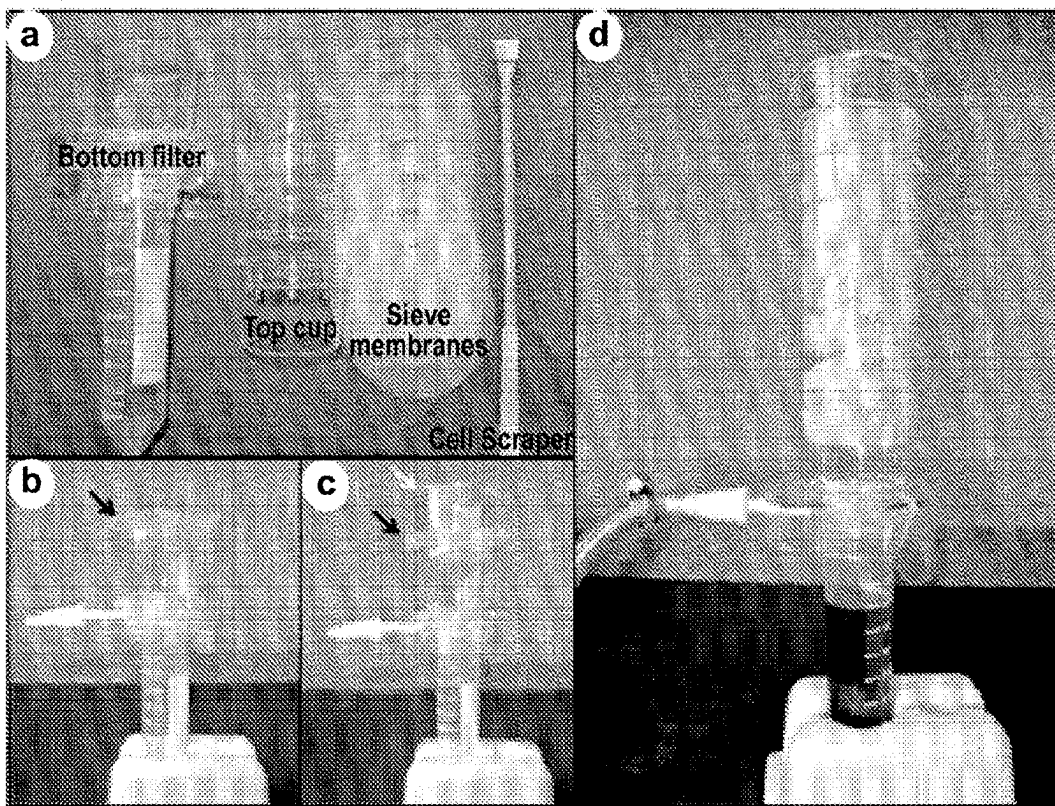 a
Bottom filter
Top cup
Sieve
membranes
Cell Scraper
b
c
d